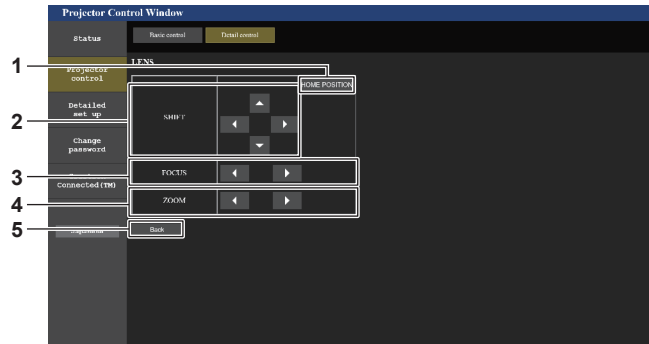 Projector Control Window
Status
Basic control
Detail control
1
LENS
Projector
control
HOME POSITION
2
SHIFT
Detailed
set up
Change
password
3
FOCUS
Connected(TM)
4
ZOOM
5
Back